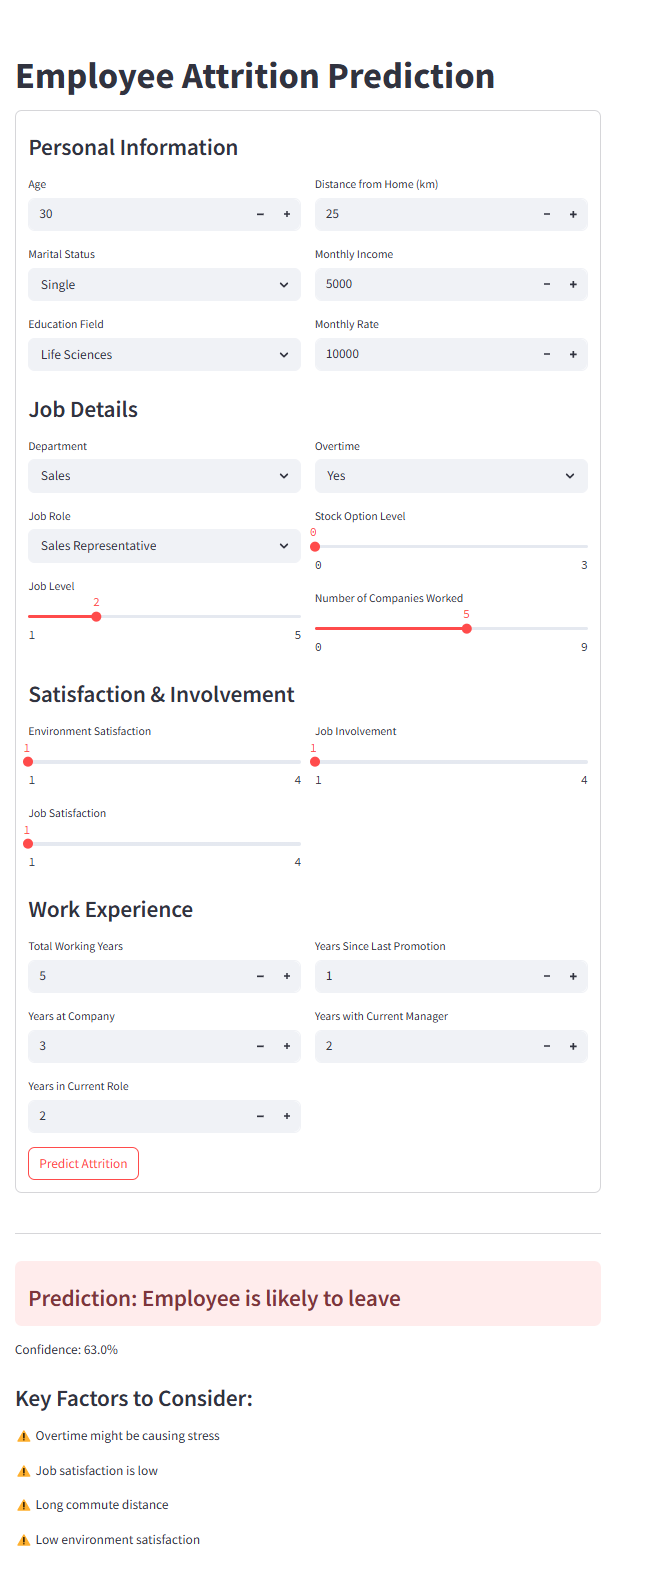 Employee Attrition Prediction
Personal Information
Age
30
Distance from Home (km)
25
Marital Status
Single
Monthly Income
5000
Education Field
Life Sciences
Monthly Rate
10000
Job Details
Department
Sales
Overtime
Yes
Job Role
Sales Representative
Stock Option Level
0
0 3
Job Level
2
1 5
Number of Companies Worked
5
0 9
Satisfaction & Involvement
Environment Satisfaction
1
1 4
Job Involvement
1
1 4
Job Satisfaction
1
1 4
Work Experience
Total Working Years
5
Years Since Last Promotion
1
Years at Company
3
Years with Current Manager
2
Years in Current Role
2
Predict Attrition
Prediction: Employee is likely to leave
Confidence: 63.0%
Key Factors to Consider:
⚠️ Overtime might be causing stress
⚠️ Job satisfaction is low
⚠️ Long commute distance
⚠️ Low environment satisfaction